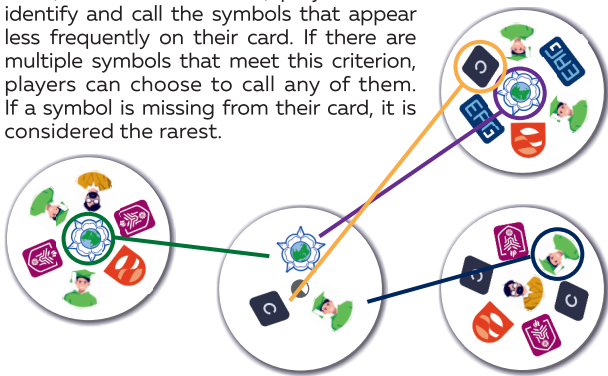 identify and call the symbols that appear
less frequently on their card. If there are
multiple symbols that meet this criterion,
players can choose to call any of them.
If a symbol is missing from their card, it is
considered the rarest.